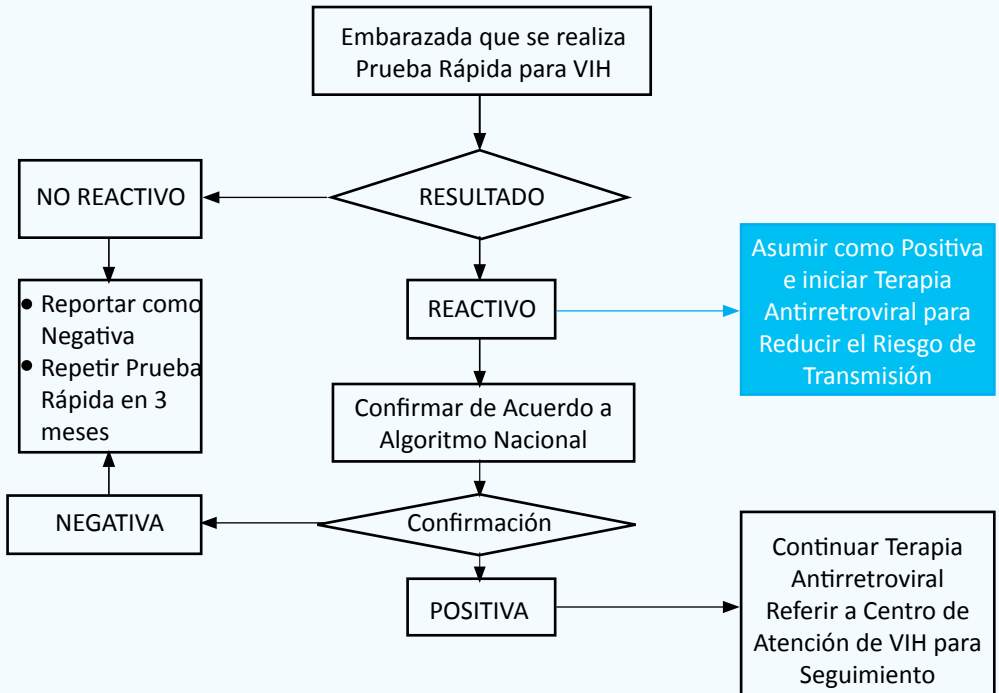 Embarazada que se realiza
Prueba Rápida para VIH
RESULTADO
NO REACTIVO
● Reportar como
Negativa
● Repetir Prueba
Rápida en 3
meses
REACTIVO
Asumir como Positiva
e iniciar Terapia
Antirretroviral para
Reducir el Riesgo de
Transmisión
Confirmar de Acuerdo a
Algoritmo Nacional
Confirmación
NEGATIVA
POSITIVA
Continuar Terapia
Antirretroviral
Referir a Centro de
Atención de VIH para
Seguimiento